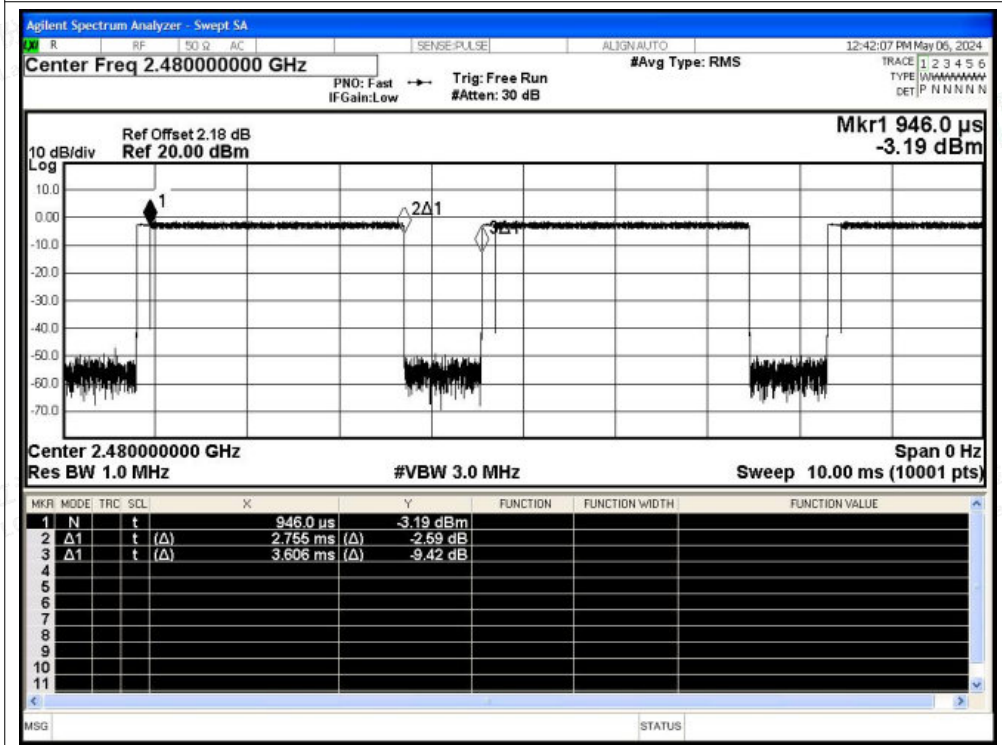 Agilent Spectrum Analyzer - Swept SA
LXI R RF 50 Ω AC SENSE:PULSE ALIGN AUTO 12:42:07 PM May 06, 2024
Center Freq 2.480000000 GHz
PNO: Fast
IFGain:Low
Trig: Free Run
#Atten: 30 dB
#Avg Type: RMS
TRACE 1 2 3 4 5 6
TYPE
DET P N N N N N
Ref Offset 2.18 dB
10 dB/div Ref 20.00 dBm
Log
Mkr1 946.0 µs
-3.19 dBm
10.0
0.00
-10.0
-20.0
-30.0
-40.0
-50.0
-60.0
-70.0
1
2Δ1
3Δ1
Center 2.480000000 GHz Span 0 Hz
Res BW 1.0 MHz #VBW 3.0 MHz Sweep 10.00 ms (10001 pts)
MKR MODE TRC SCL X Y FUNCTION FUNCTION WIDTH FUNCTION VALUE
1 N t 946.0 µs -3.19 dBm
2 Δ1 t (Δ) 2.755 ms (Δ) -2.59 dB
3 Δ1 t (Δ) 3.606 ms (Δ) -9.42 dB
4
5
6
7
8
9
10
11
MSG STATUS